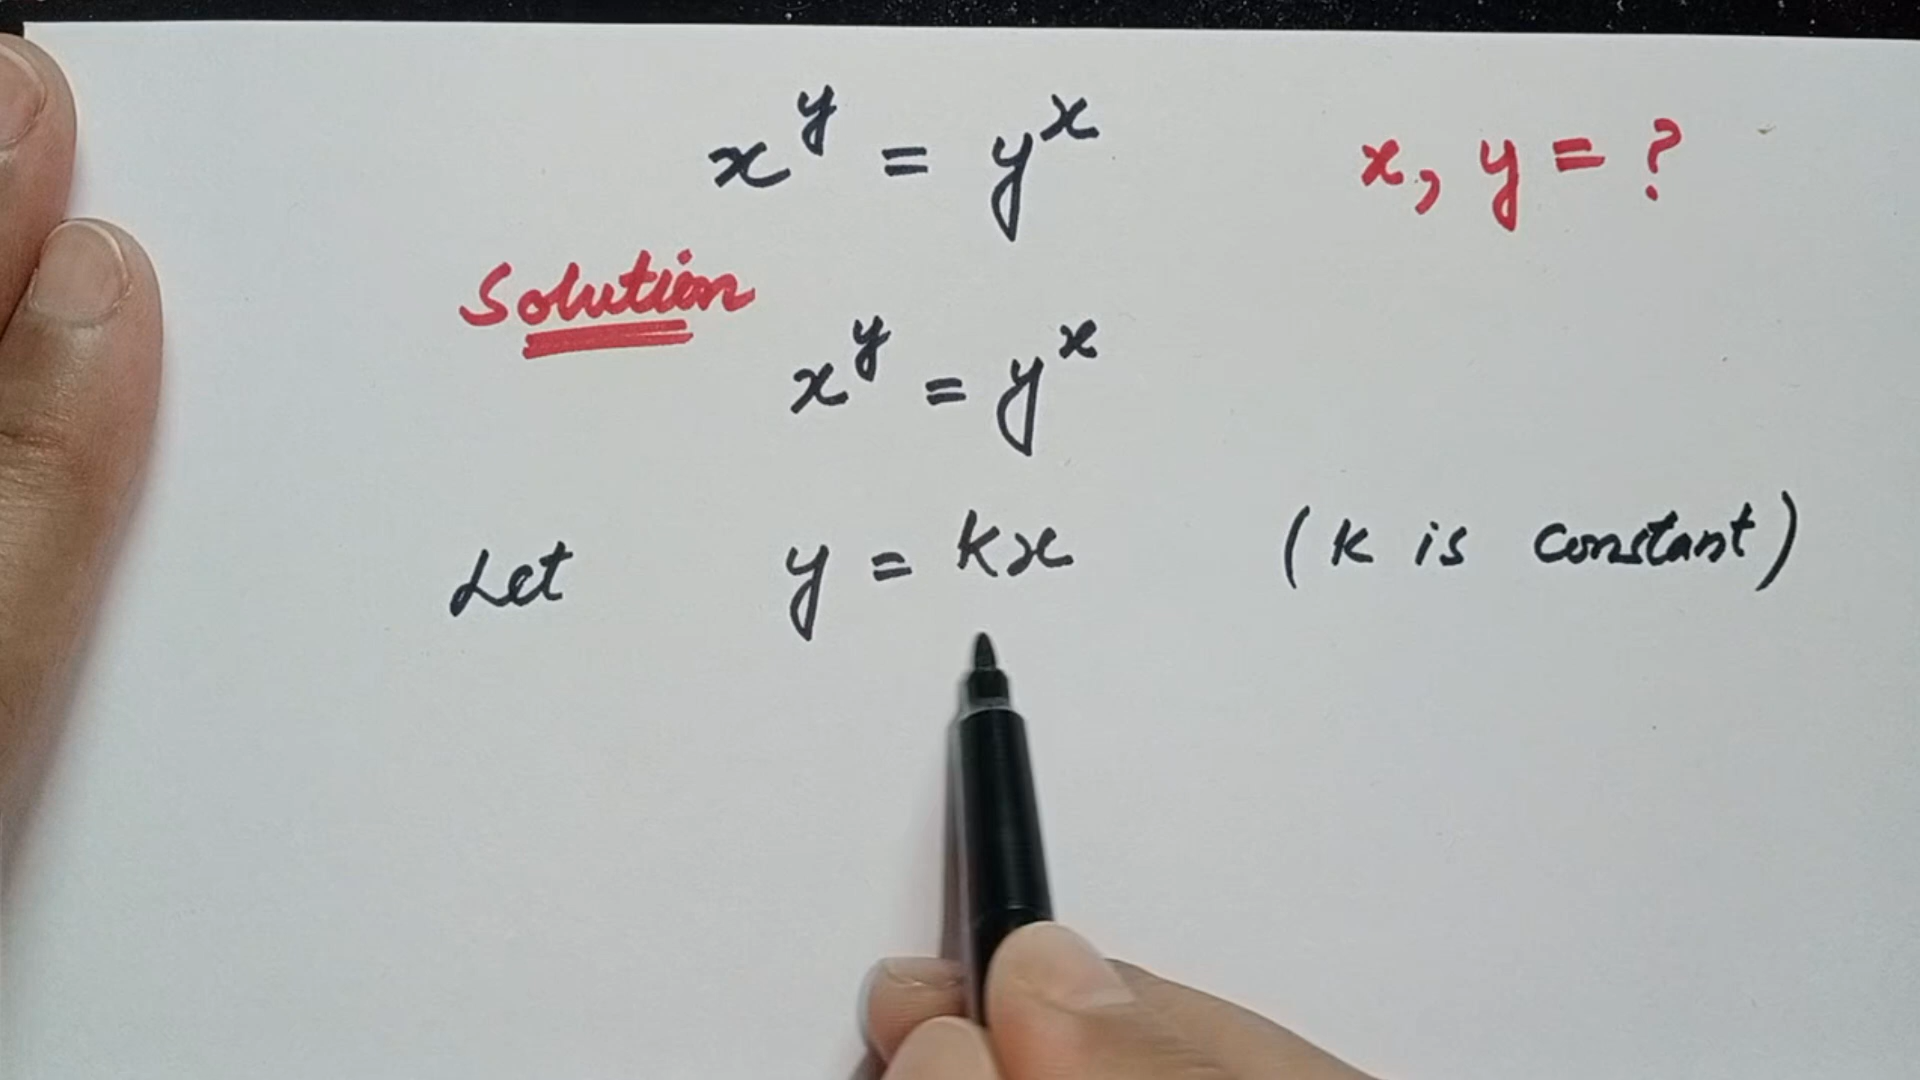 x^y = y^x x, y = ?
Solution
x^y = y^x
Let y = kx (k is constant)